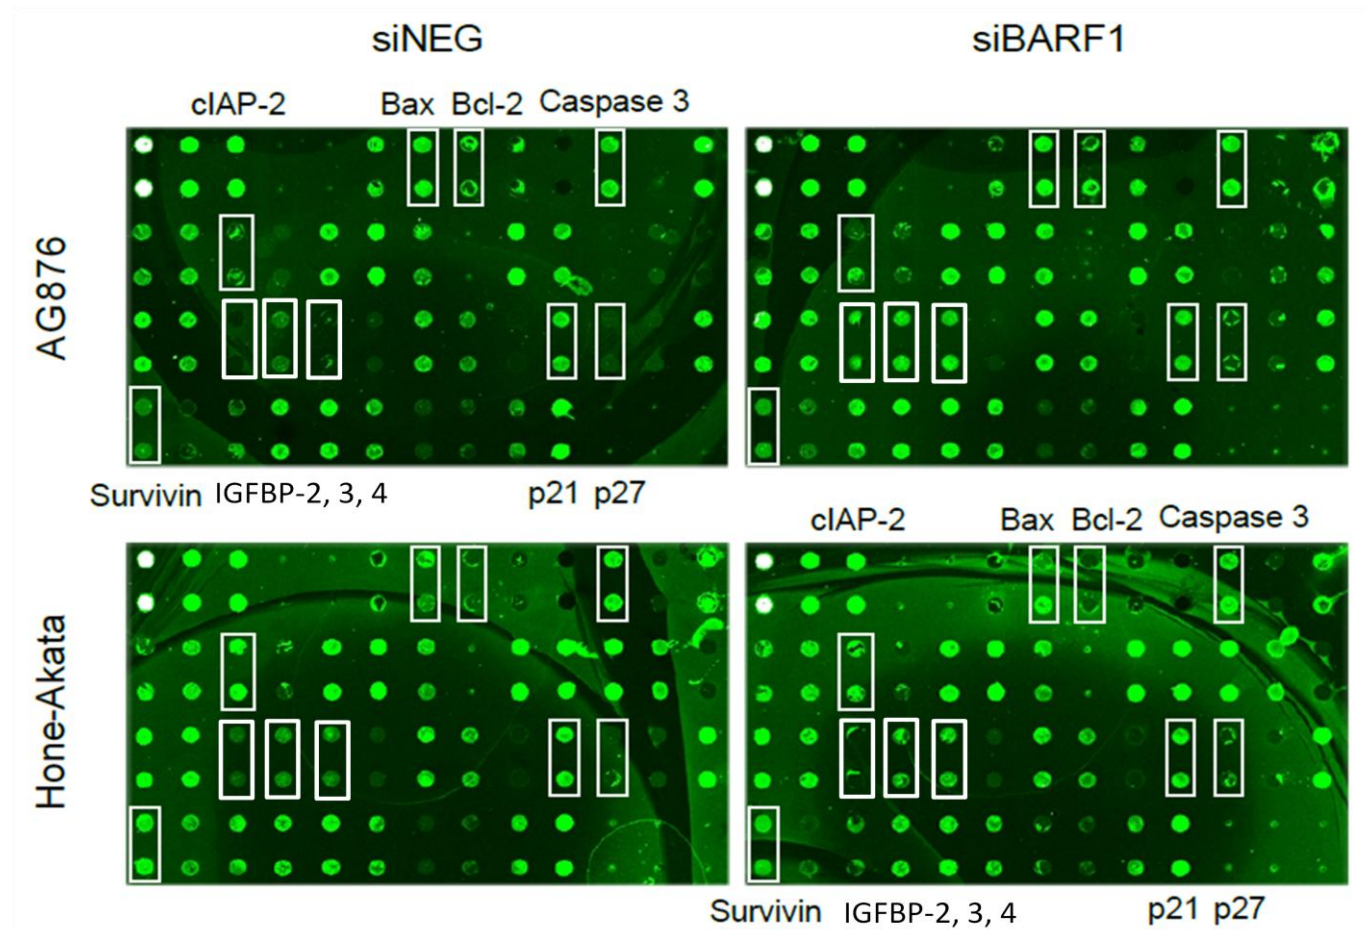 siNEG siBARF1
cIAP-2 Bax Bcl-2 Caspase 3
AG876
Survivin IGFBP-2, 3, 4 p21 p27
cIAP-2 Bax Bcl-2 Caspase 3
Hone-Akata
Survivin IGFBP-2, 3, 4 p21 p27